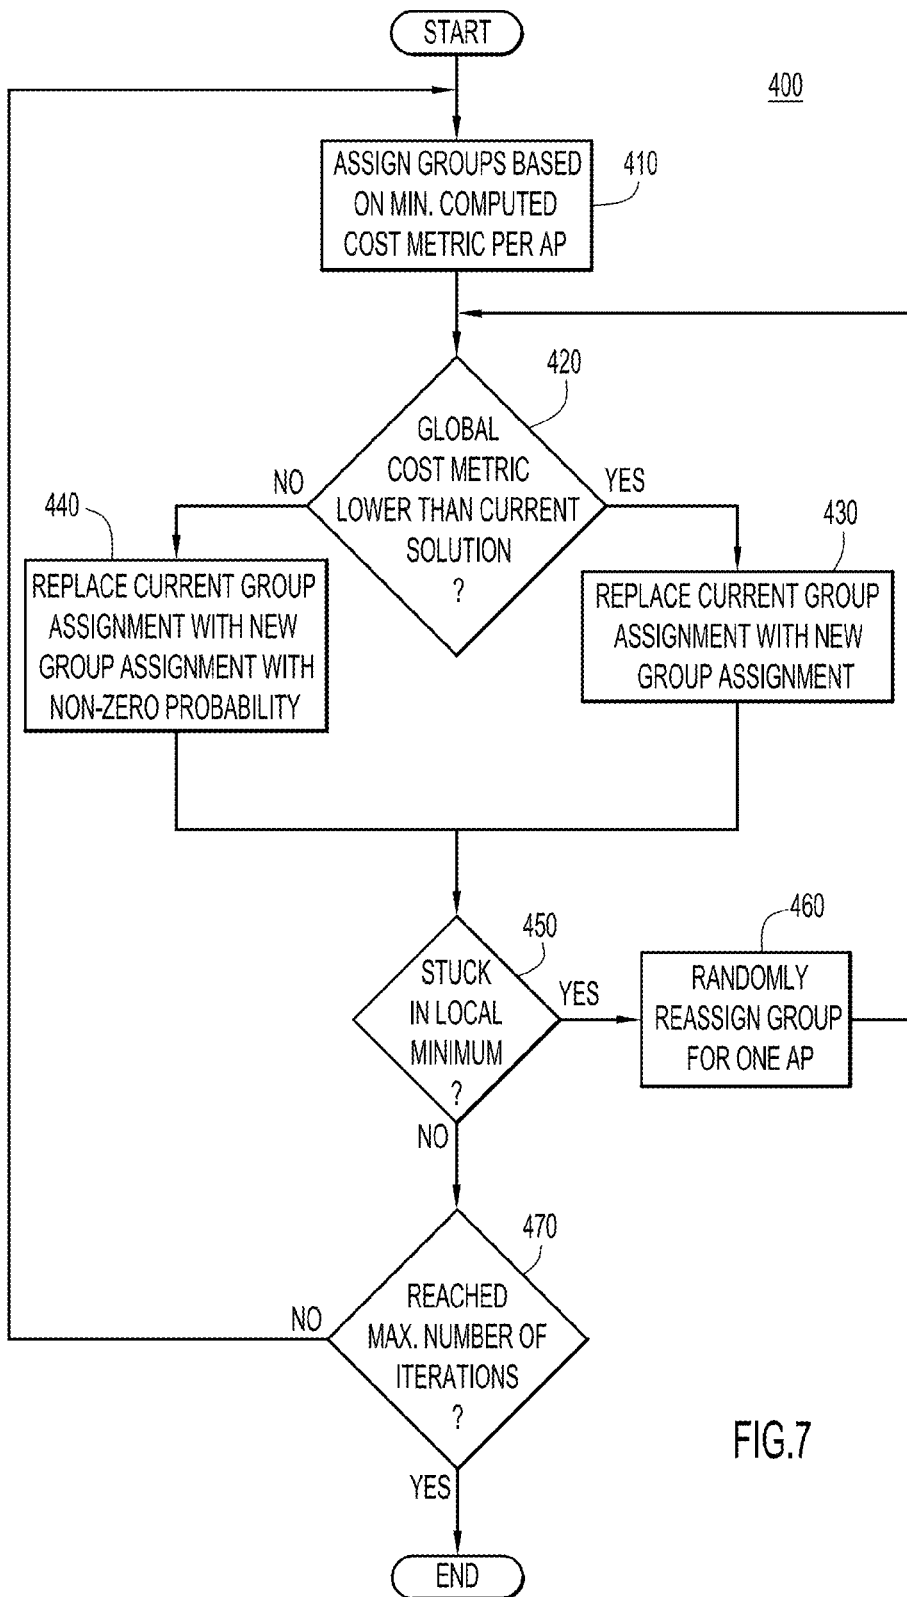 START
400
ASSIGN GROUPS BASED
ON MIN. COMPUTED
COST METRIC PER AP
410
420
GLOBAL
COST METRIC
LOWER THAN CURRENT
SOLUTION
?
NO
YES
440
REPLACE CURRENT GROUP
ASSIGNMENT WITH NEW
GROUP ASSIGNMENT WITH
NON-ZERO PROBABILITY
430
REPLACE CURRENT GROUP
ASSIGNMENT WITH NEW
GROUP ASSIGNMENT
450
STUCK
IN LOCAL
MINIMUM
?
YES
NO
460
RANDOMLY
REASSIGN GROUP
FOR ONE AP
470
REACHED
MAX. NUMBER OF
ITERATIONS
?
NO
YES
END
FIG.7